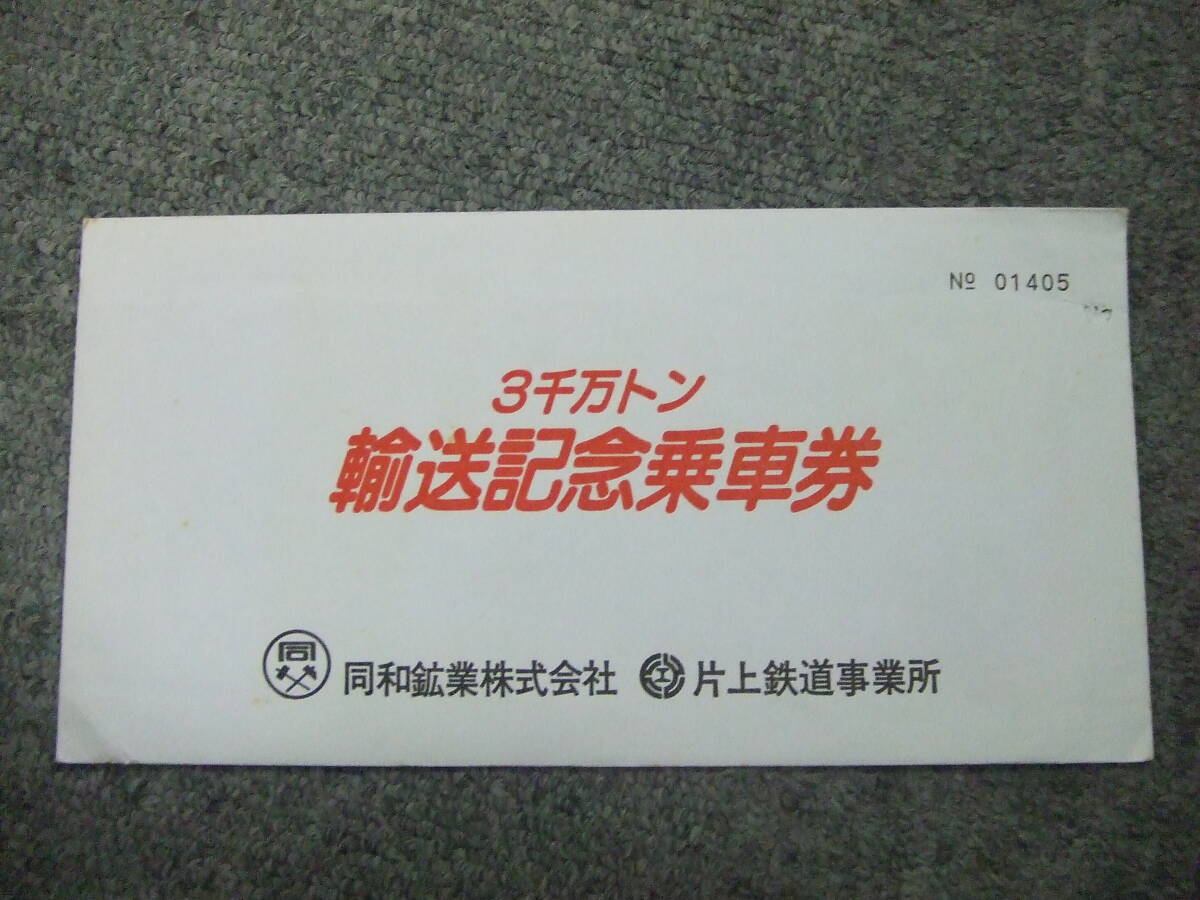 № 01405
3千万トン
輸送記念乗車券
同 同和鉱業株式会社 片上鉄道事業所